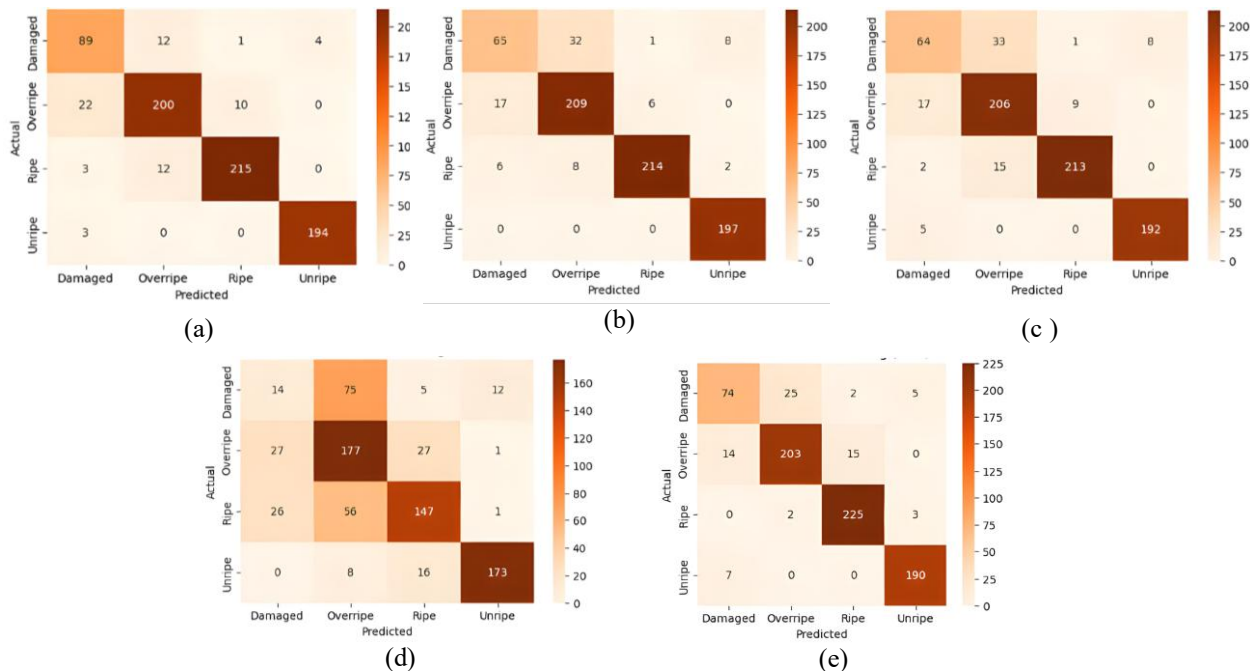 Actual
Damaged 89 12 1 4
Overripe 22 200 10 0
Ripe 3 12 215 0
Unripe 3 0 0 194
Damaged Overripe Ripe Unripe
Predicted
175
150
125
100
75
50
25
0
(a)
Actual
Damaged 65 32 1 8
Overripe 17 209 6 0
Ripe 6 8 214 2
Unripe 0 0 0 197
Damaged Overripe Ripe Unripe
Predicted
200
175
150
125
100
75
50
25
0
(b)
Actual
Damaged 64 33 1 8
Overripe 17 206 9 0
Ripe 2 15 213 0
Unripe 5 0 0 192
Damaged Overripe Ripe Unripe
Predicted
200
175
150
125
100
75
50
25
0
(c )
Actual
Damaged 14 75 5 12
Overripe 27 177 27 1
Ripe 26 56 147 1
Unripe 0 8 16 173
Damaged Overripe Ripe Unripe
Predicted
160
140
120
100
80
60
40
20
0
(d)
Actual
Damaged 74 25 2 5
Overripe 14 203 15 0
Ripe 0 2 225 3
Unripe 7 0 0 190
Damaged Overripe Ripe Unripe
Predicted
225
200
175
150
125
100
75
50
25
0
(e)